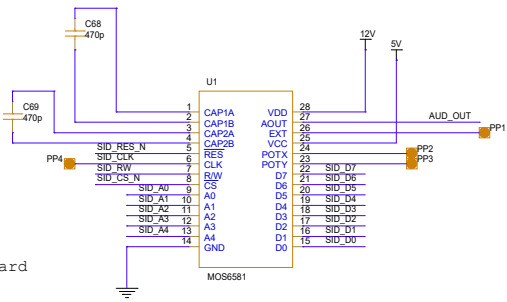 C68
470p
12V
5V
C69
470p
U1
1 CAP1A VDD 28
2 CAP1B AOUT 27 AUD_OUT
3 CAP2A EXT 26 PP1
4 CAP2B VCC 25
SID_RES_N 5 RES POTX 24 PP2
PP4 SID_CLK 6 CLK POTY 23 PP3
SID_RW 7 R/W D7 22 SID_D7
SID_CS_N 8 CS D6 21 SID_D6
SID_A0 9 A0 D5 20 SID_D5
SID_A1 10 A1 D4 19 SID_D4
SID_A2 11 A2 D3 18 SID_D3
SID_A3 12 A3 D2 17 SID_D2
SID_A4 13 A4 D1 16 SID_D1
14 GND D0 15 SID_D0
ard
MOS6581